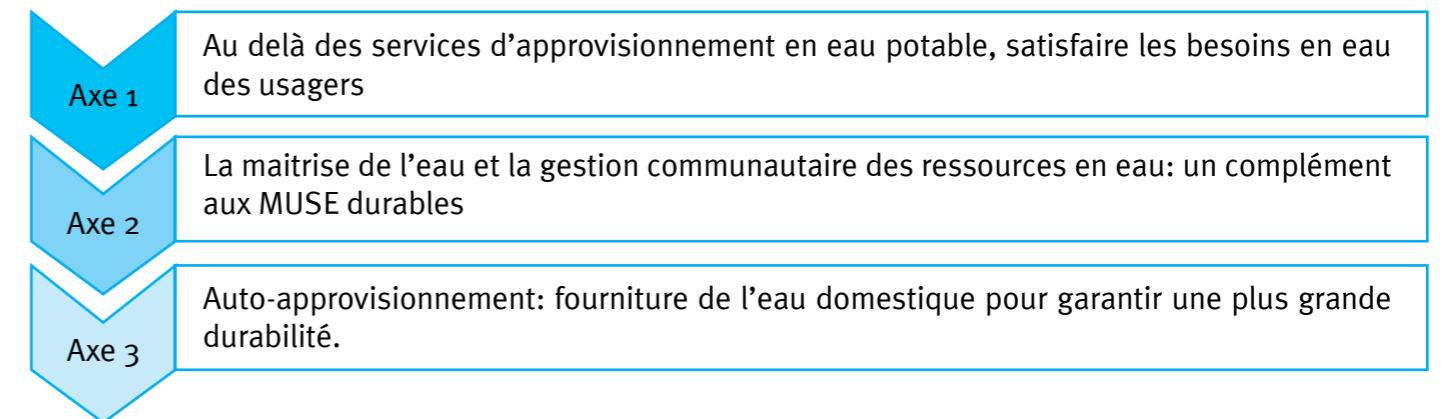 Axe 1
Au delà des services d’approvisionnement en eau potable, satisfaire les besoins en eau
des usagers
Axe 2
La maitrise de l’eau et la gestion communautaire des ressources en eau: un complément
aux MUSE durables
Axe 3
Auto-approvisionnement: fourniture de l’eau domestique pour garantir une plus grande
durabilité.